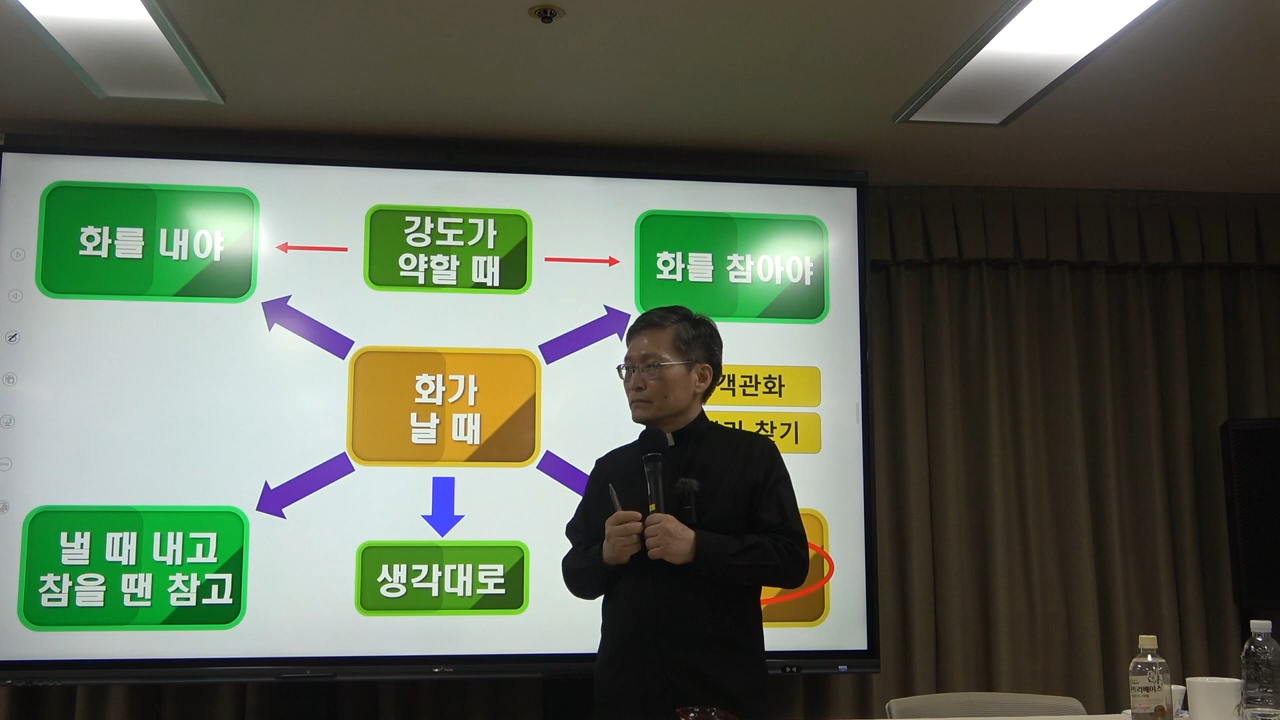 화를 내야
강도가
약할 때
화를 참아야
화가
날 때
객관화
찾기
낼 때 내고
참을 땐 참고
생각대로